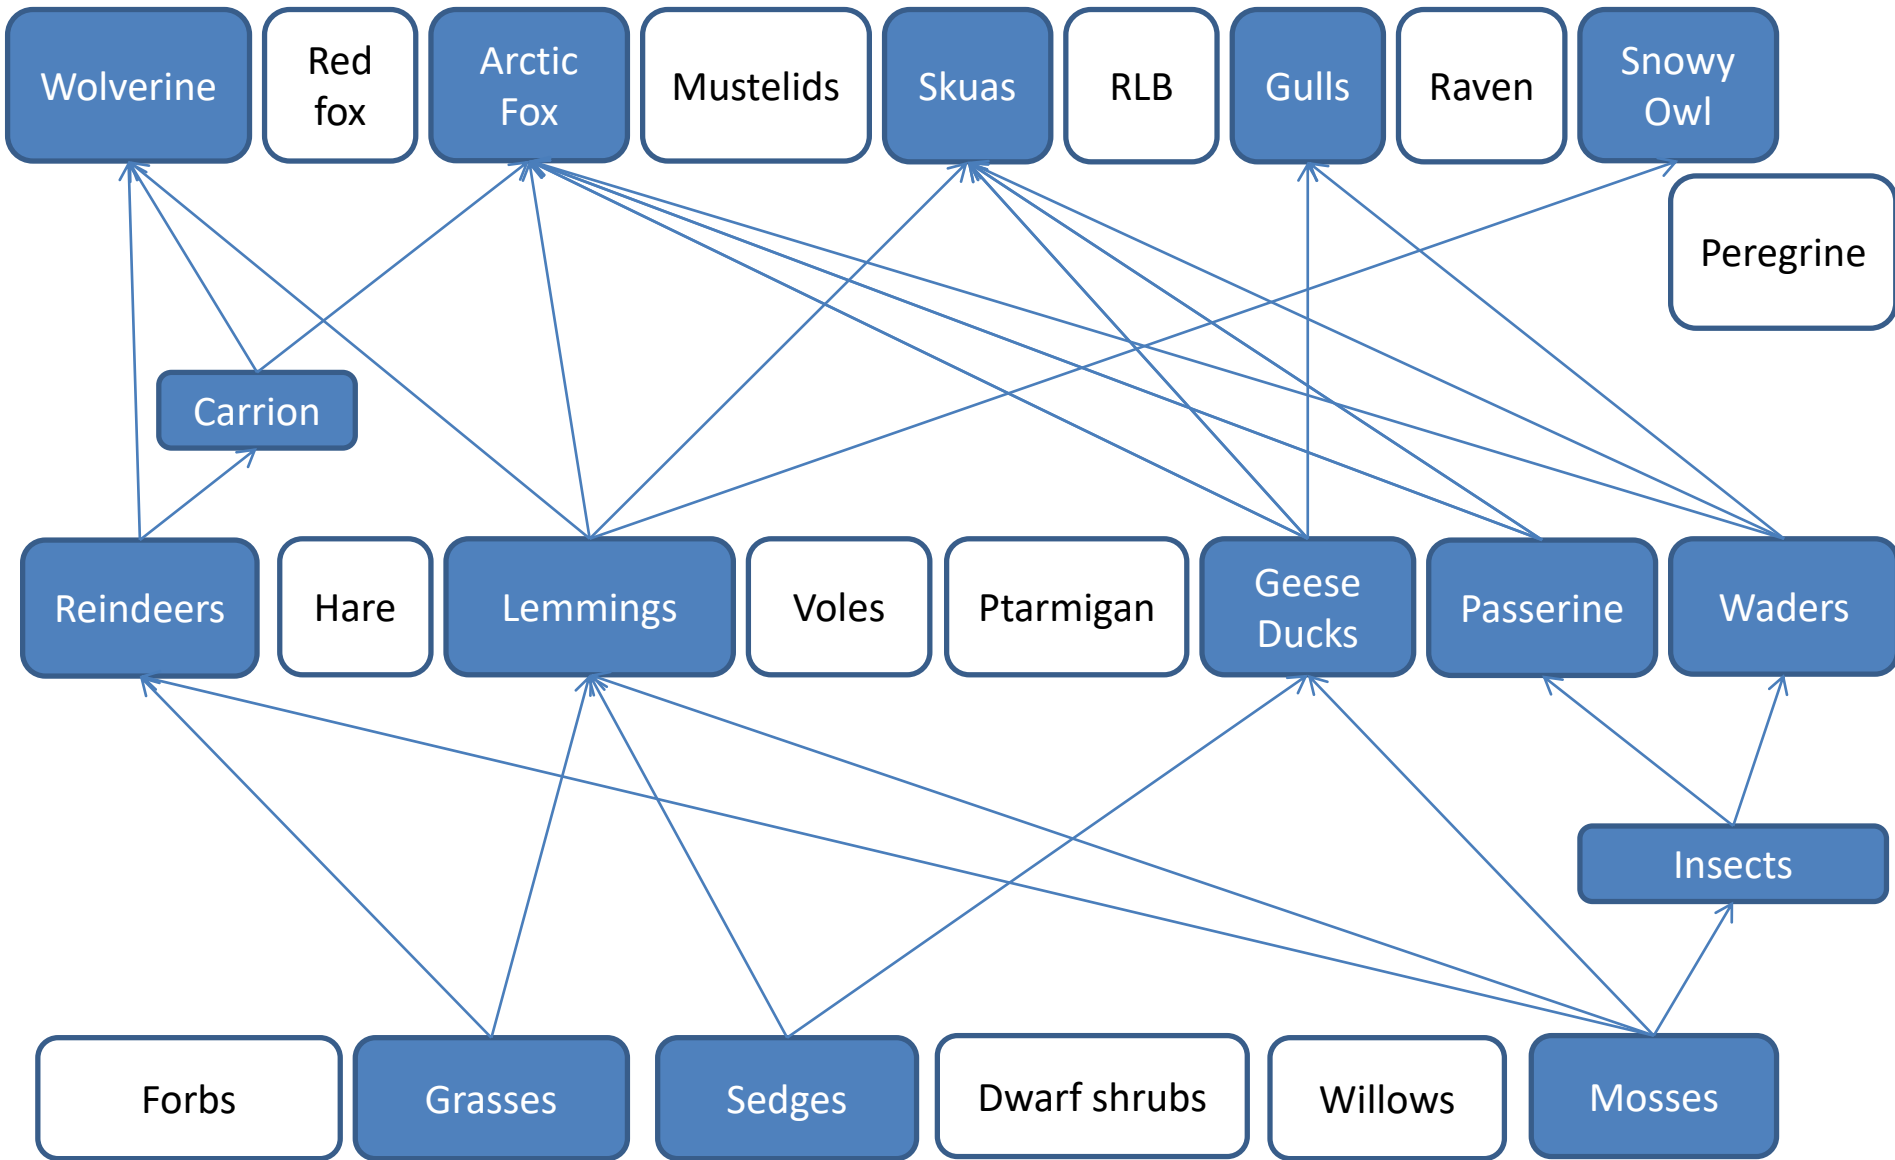 Wolverine
Red
fox
Arctic
Fox
Mustelids
Skuas
RLB
Gulls
Raven
Snowy
Owl
Peregrine
Carrion
Reindeers
Hare
Lemmings
Voles
Ptarmigan
Geese
Ducks
Passerine
Waders
Insects
Forbs
Grasses
Sedges
Dwarf shrubs
Willows
Mosses